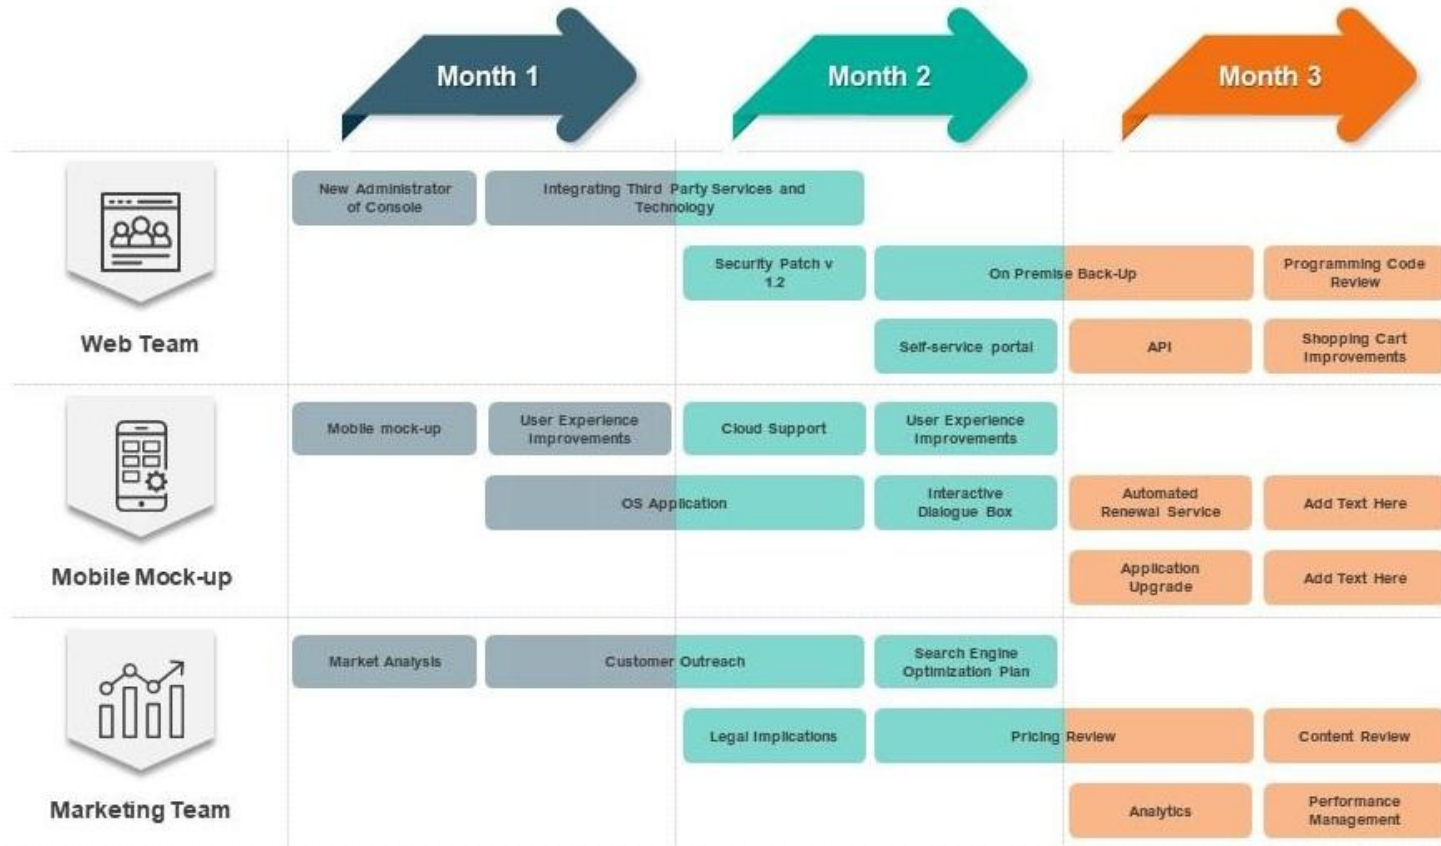 Month 1
Month 2
Month 3
New Administrator
of Console
Integrating Third Party Services and
Technology
Security Patch v
1.2
On Premise Back-Up
Programming Code
Review
Web Team
Self-service portal
API
Shopping Cart
Improvements
Mobile mock-up
User Experience
Improvements
Cloud Support
User Experience
Improvements
OS Application
Interactive
Dialogue Box
Automated
Renewal Service
Add Text Here
Mobile Mock-up
Application
Upgrade
Add Text Here
Market Analysis
Customer Outreach
Search Engine
Optimization Plan
Legal Implications
Pricing Review
Content Review
Marketing Team
Analytics
Performance
Management